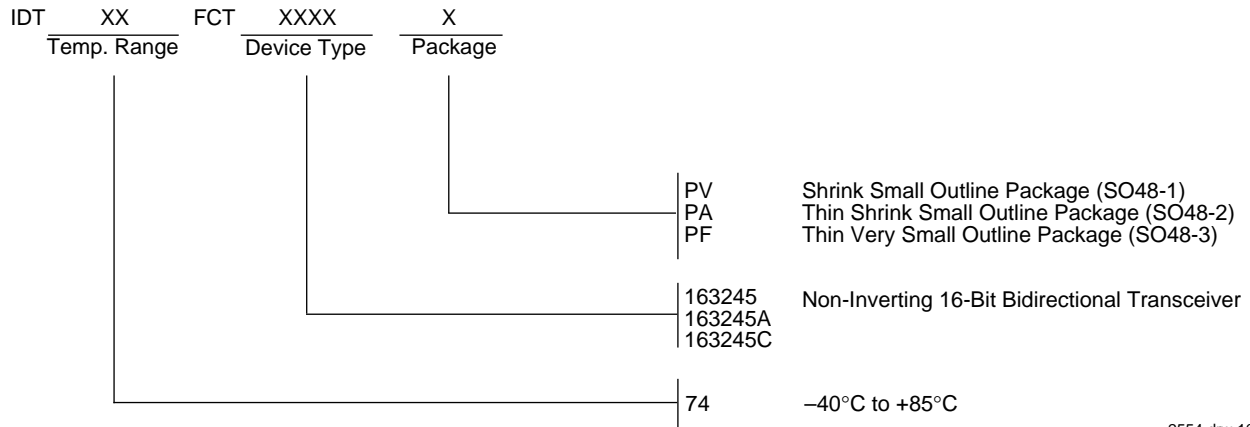 IDT XX FCT XXXX X
Temp. Range Device Type Package
PV Shrink Small Outline Package (SO48-1)
PA Thin Shrink Small Outline Package (SO48-2)
PF Thin Very Small Outline Package (SO48-3)
163245 Non-Inverting 16-Bit Bidirectional Transceiver
163245A
163245C
74 –40°C to +85°C